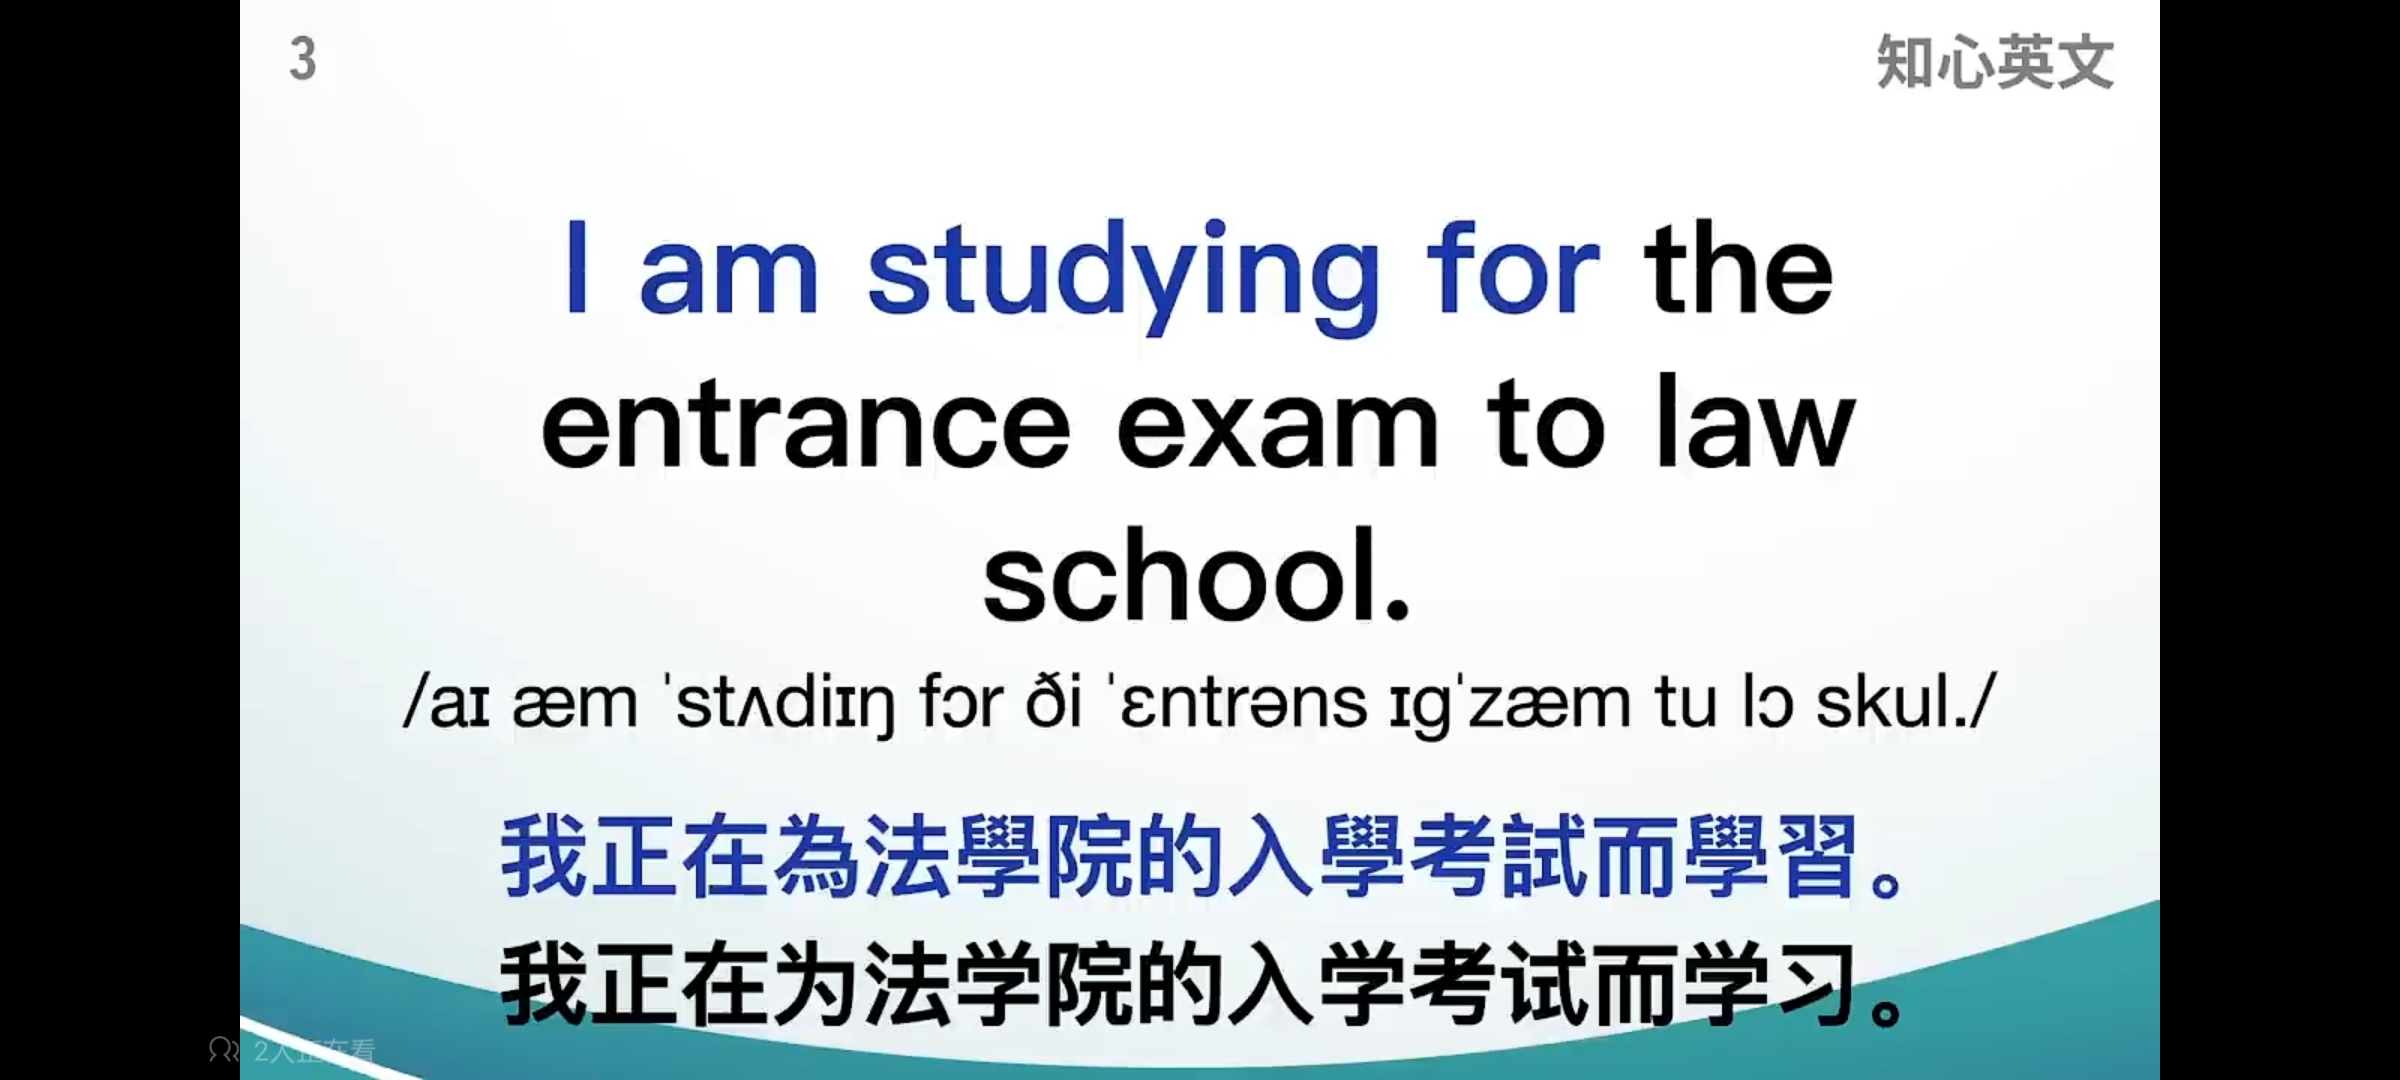 3
知心英文
I am studying for the
entrance exam to law
school.
/aɪ æm ˈstʌdiɪŋ fɔr ði ˈɛntrəns ɪgˈzæm tu lɔ skul./
我正在為法學院的入學考試而學習。
我正在为法学院的入学考试而学习。
2人正在看